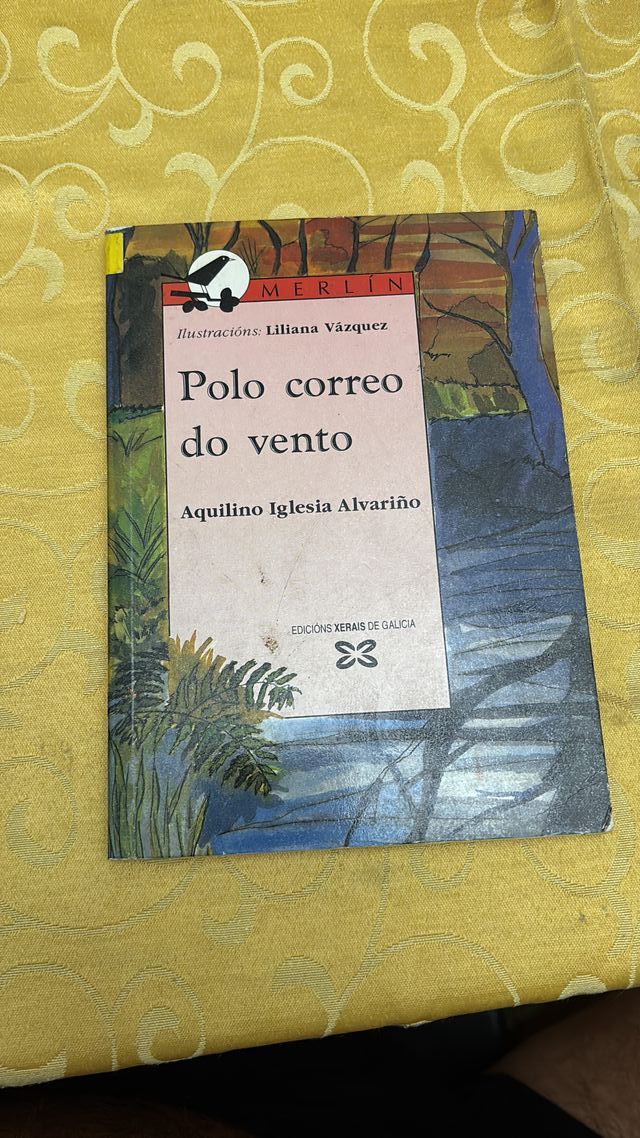 MERLÍN
Ilustracións: Liliana Vázquez
Polo correo
do vento
Aquilino Iglesia Alvariño
EDICIÓNS XERAIS DE GALICIA